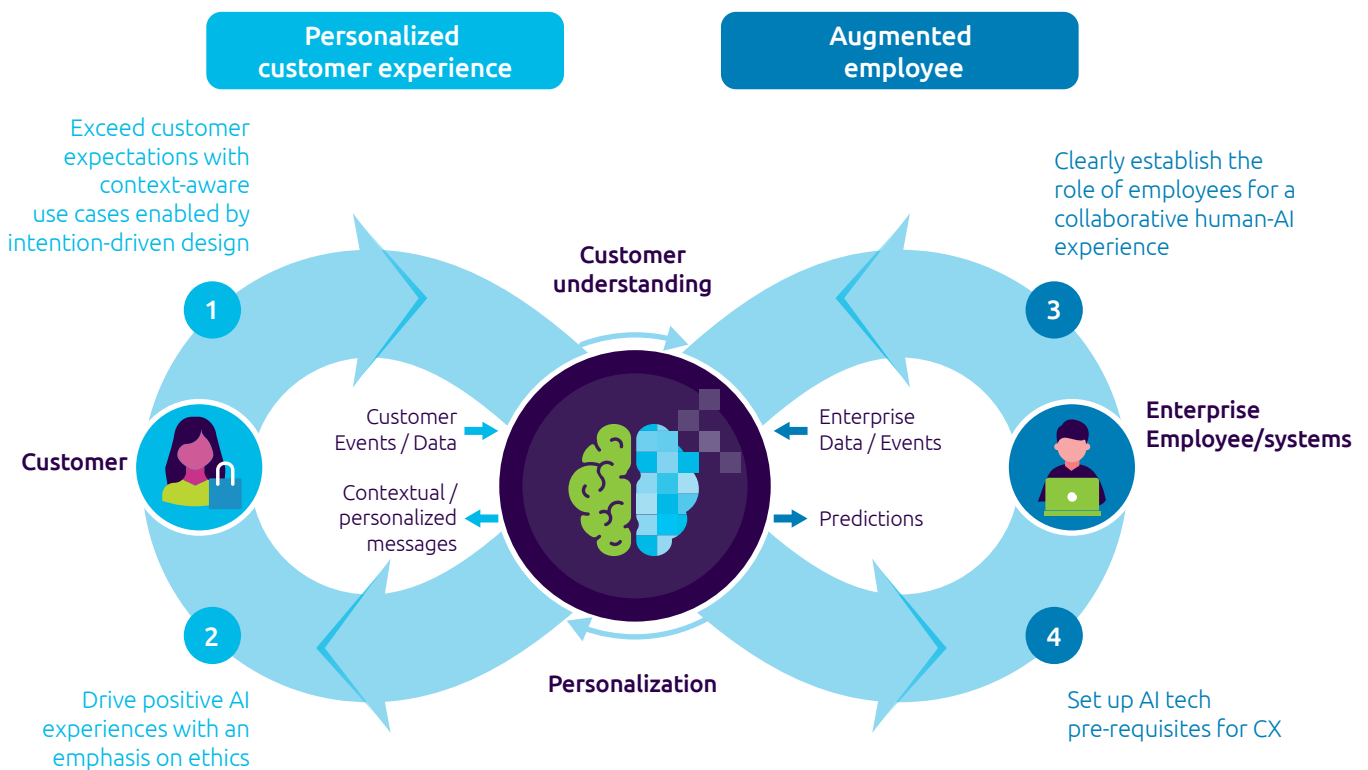 Personalized
customer experience
Augmented
employee
Exceed customer
expectations with
context-aware
use cases enabled by
intention-driven design
Clearly establish the
role of employees for a
collaborative human-AI
experience
Customer
understanding
1
3
Customer
Events / Data
Enterprise
Data / Events
Customer
Enterprise
Employee/systems
Contextual /
personalized
messages
Predictions
2
4
Personalization
Drive positive AI
experiences with an
emphasis on ethics
Set up AI tech
pre-requisites for CX